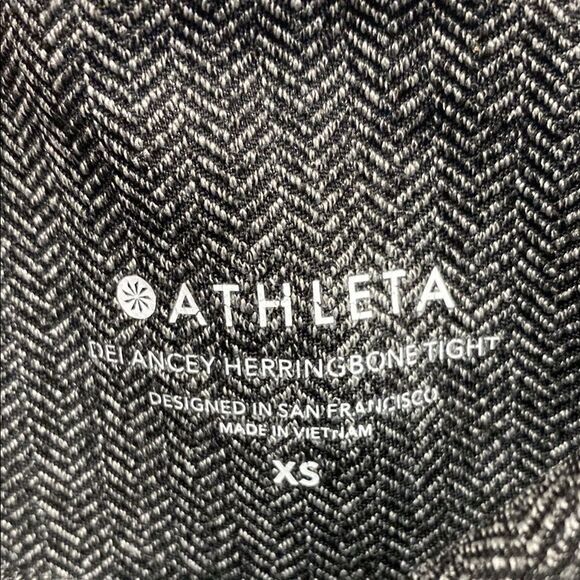 ATHLETA
DELANCEY HERRINGBONE TIGHT
DESIGNED IN SAN FRANCISCO
MADE IN VIETNAM
XS